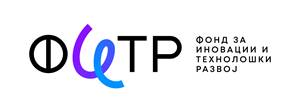 ФИТР
ФОНД ЗА
ИНОВАЦИИ И
ТЕХНОЛОШКИ
РАЗВОЈ